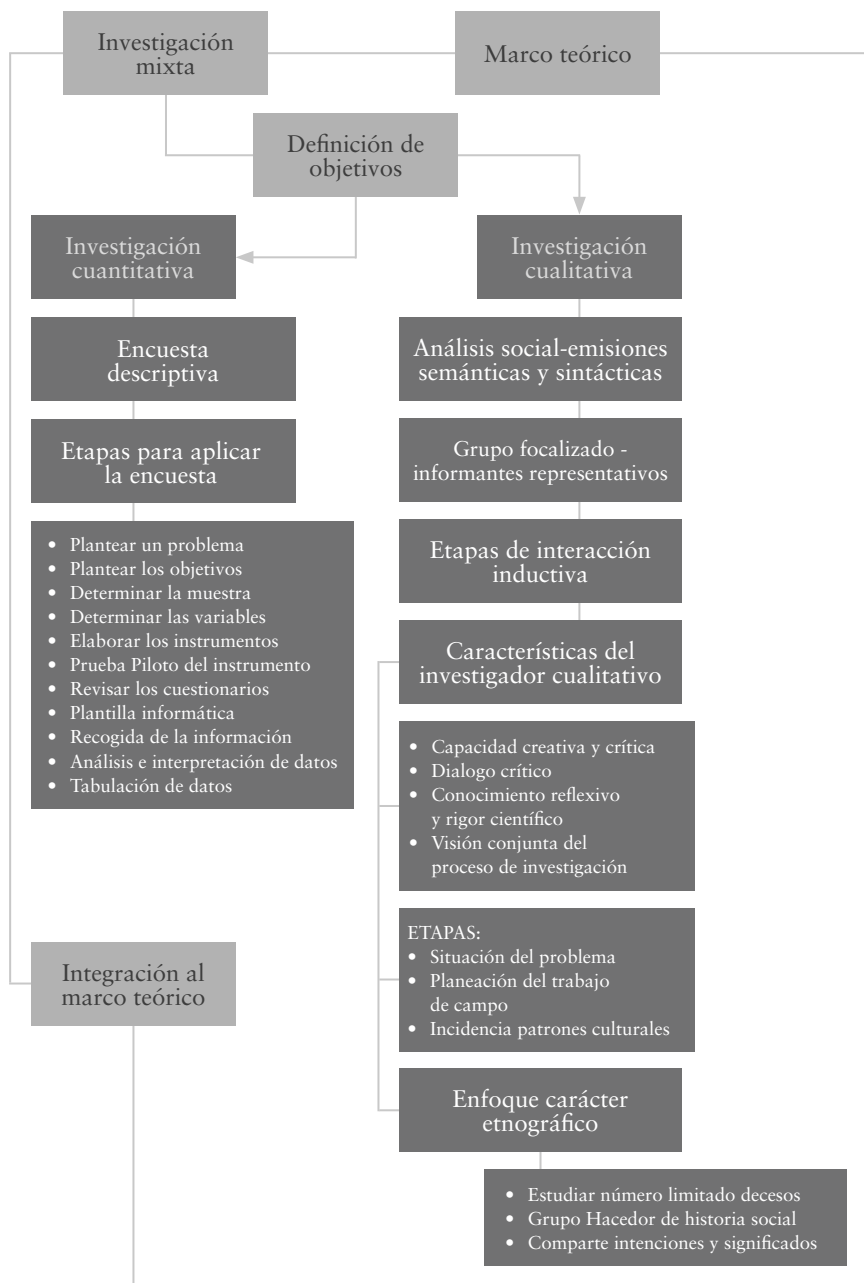 Investigación
mixta
Marco teórico
Definición de
objetivos
Investigación
cuantitativa
Encuesta
descriptiva
Etapas para aplicar
la encuesta
• Plantear un problema
• Plantear los objetivos
• Determinar la muestra
• Determinar las variables
• Elaborar los instrumentos
• Prueba Piloto del instrumento
• Revisar los cuestionarios
• Plantilla informática
• Recogida de la información
• Análisis e interpretación de datos
• Tabulación de datos
Integración al
marco teórico
Investigación
cualitativa
Análisis social-emisiones
semánticas y sintácticas
Grupo focalizado -
informantes representativos
Etapas de interacción
inductiva
Características del
investigador cualitativo
• Capacidad creativa y crítica
• Dialogo crítico
• Conocimiento reflexivo
y rigor científico
• Visión conjunta del
proceso de investigación
ETAPAS:
• Situación del problema
• Planeación del trabajo
de campo
• Incidencia patrones culturales
Enfoque carácter
etnográfico
• Estudiar número limitado decesos
• Grupo Hacedor de historia social
• Comparte intenciones y significados